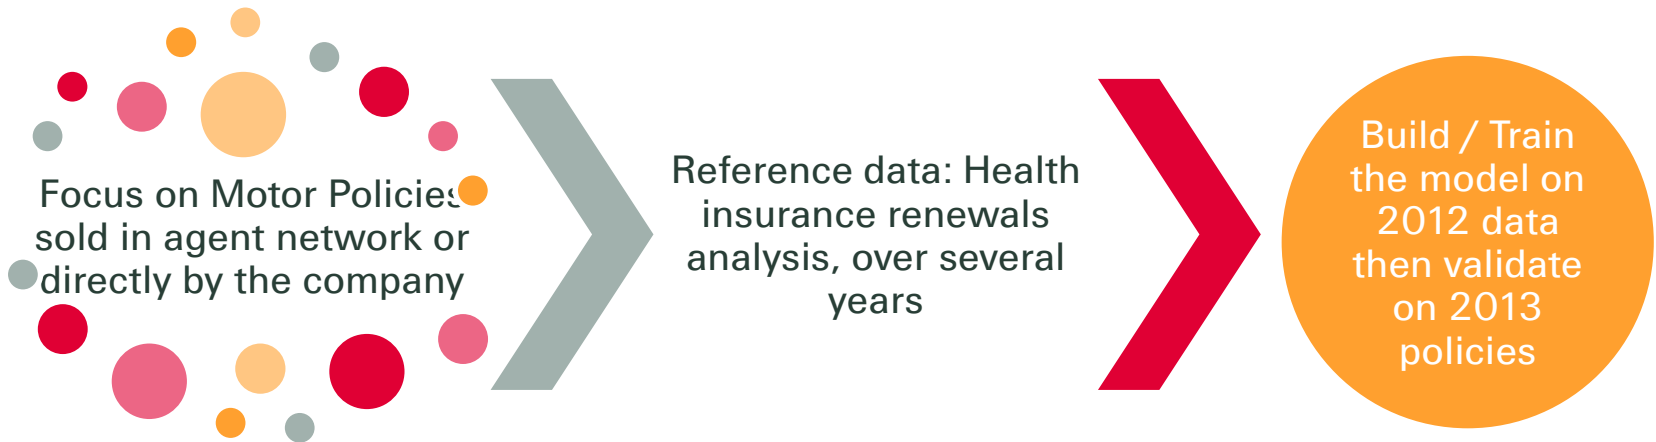 Focus on Motor Policies
sold in agent network or
directly by the company
Reference data: Health
insurance renewals
analysis, over several
years
Build / Train
the model on
2012 data
then validate
on 2013
policies